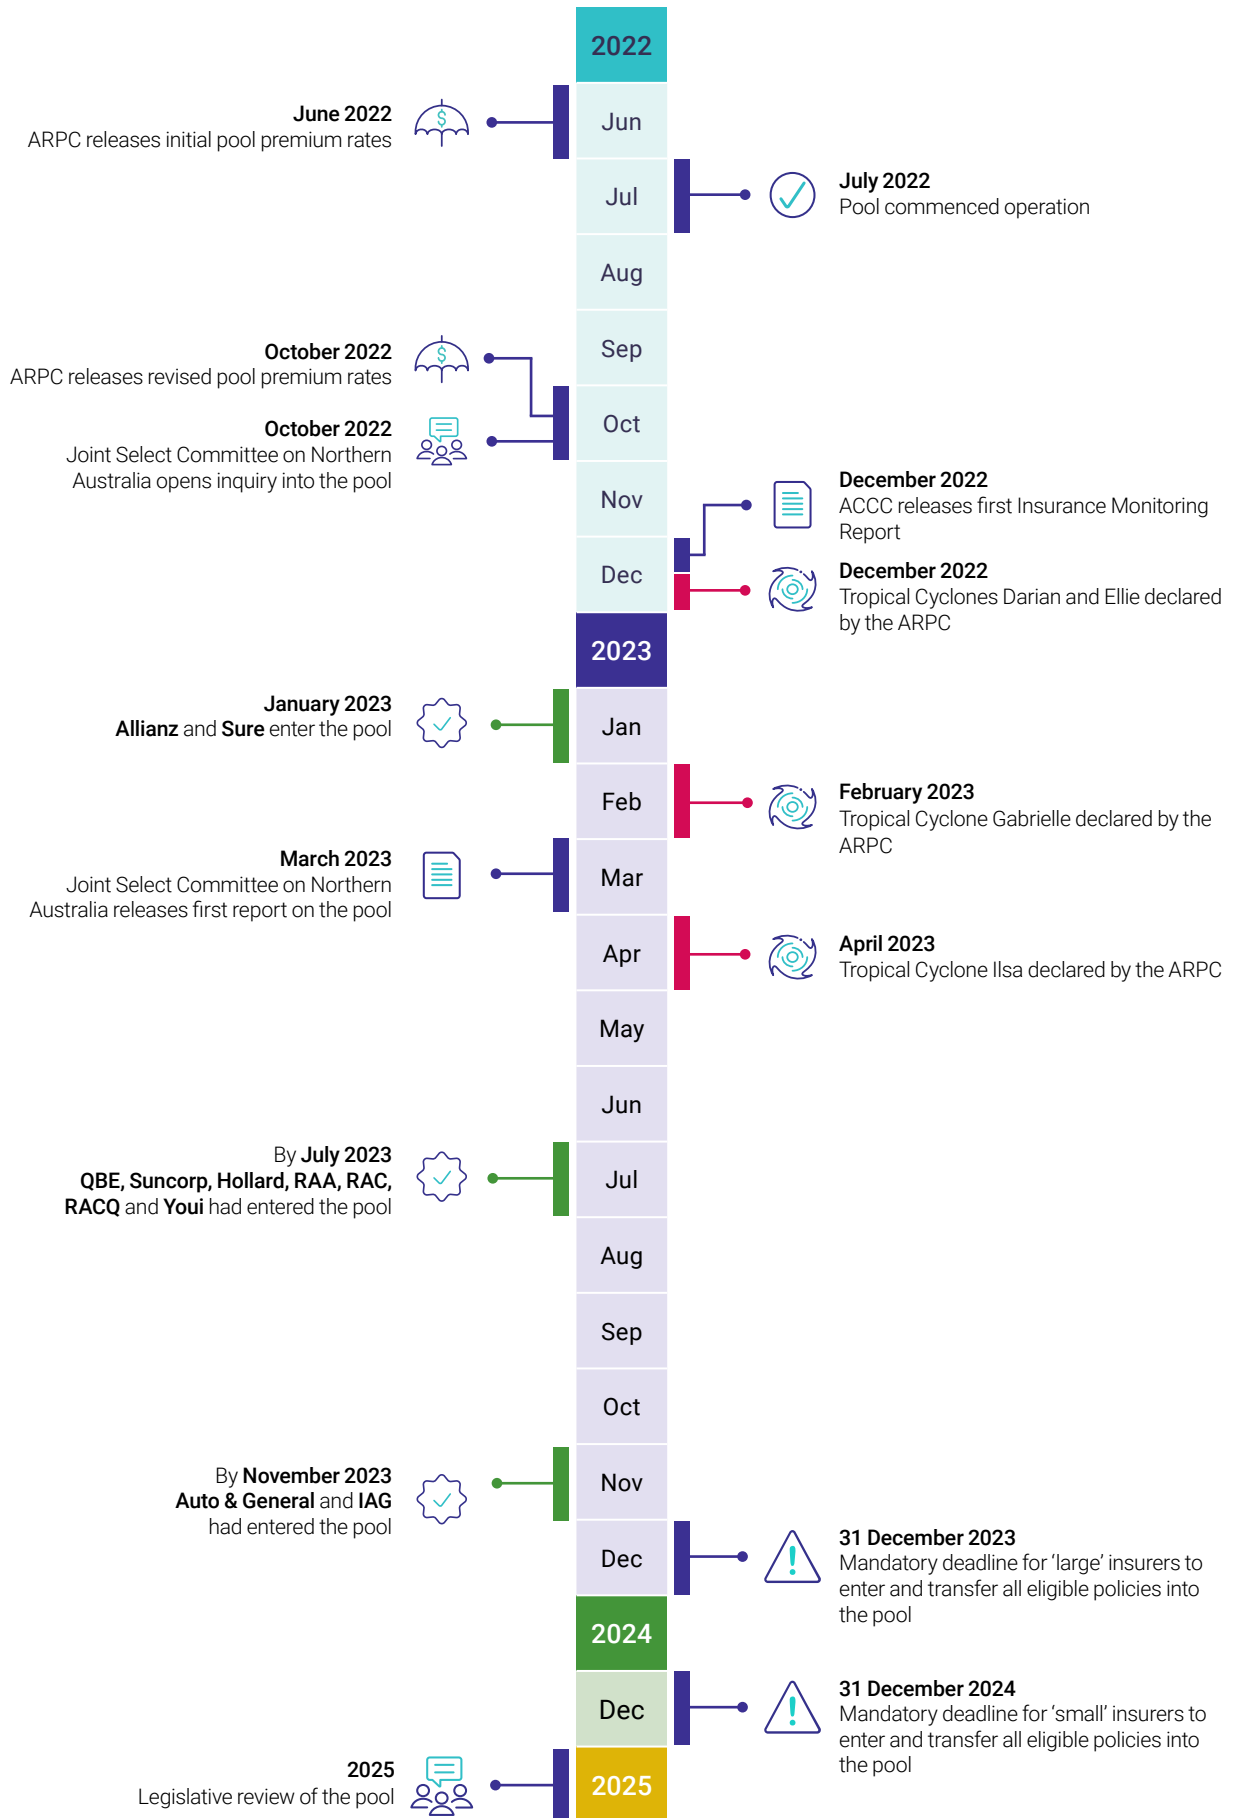 2022
June 2022
ARPC releases initial pool premium rates
Jun
Jul
July 2022
Pool commenced operation
Aug
Sep
October 2022
ARPC releases revised pool premium rates
Oct
October 2022
Joint Select Committee on Northern
Australia opens inquiry into the pool
Nov
December 2022
ACCC releases first Insurance Monitoring
Report
Dec
December 2022
Tropical Cyclones Darian and Ellie declared
by the ARPC
2023
January 2023
Allianz and Sure enter the pool
Jan
Feb
February 2023
Tropical Cyclone Gabrielle declared by the
ARPC
March 2023
Joint Select Committee on Northern
Australia releases first report on the pool
Mar
Apr
April 2023
Tropical Cyclone Ilsa declared by the ARPC
May
Jun
By July 2023
QBE, Suncorp, Hollard, RAA, RAC,
RACQ and Youi had entered the pool
Jul
Aug
Sep
Oct
By November 2023
Auto & General and IAG
had entered the pool
Nov
Dec
31 December 2023
Mandatory deadline for ‘large’ insurers to
enter and transfer all eligible policies into
the pool
2024
Dec
31 December 2024
Mandatory deadline for ‘small’ insurers to
enter and transfer all eligible policies into
the pool
2025
Legislative review of the pool
2025